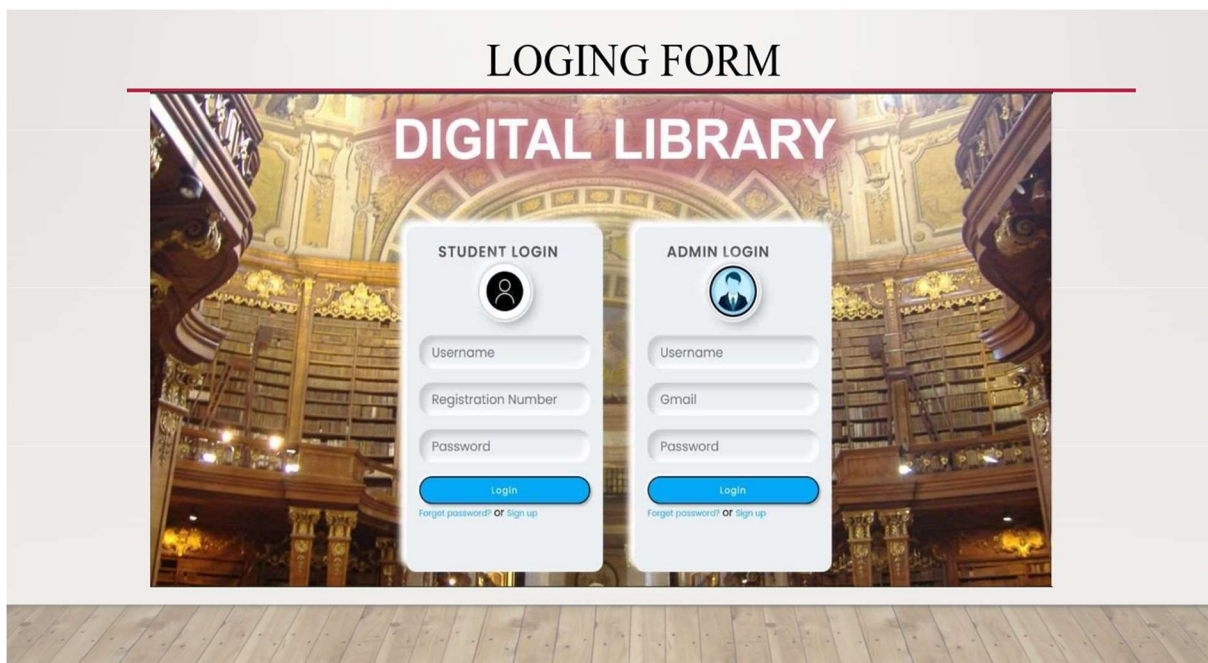 LOGING FORM
DIGITAL LIBRARY
STUDENT LOGIN
Username
Registration Number
Password
Login
Forget password? or Sign up
ADMIN LOGIN
Username
Gmail
Password
Login
Forget password? or Sign up